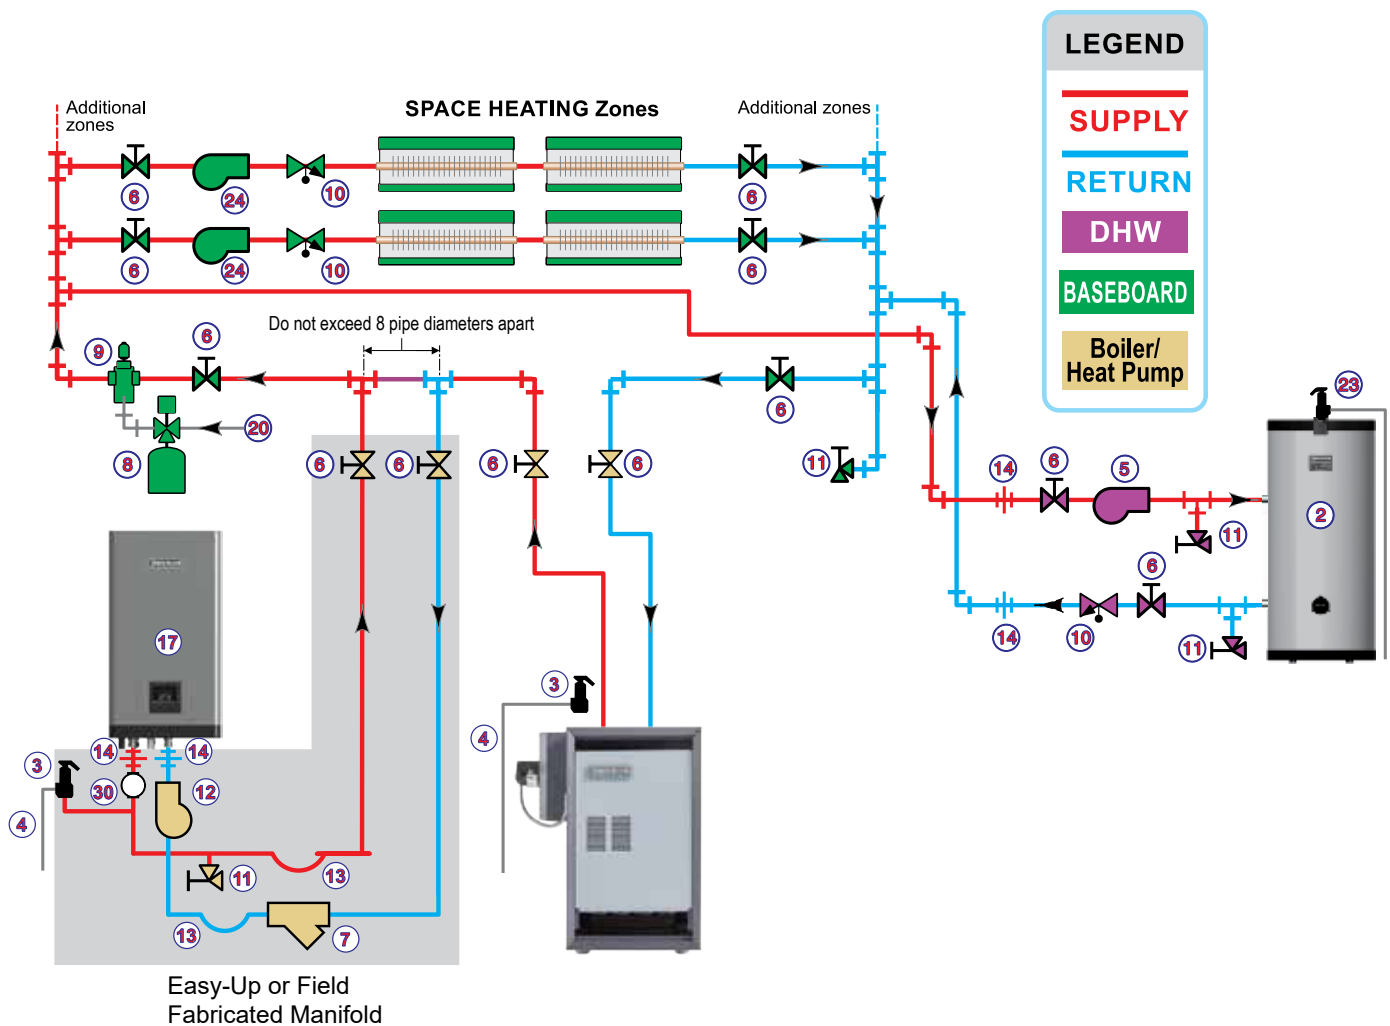 LEGEND
SUPPLY
RETURN
DHW
BASEBOARD
Boiler/
Heat Pump
Additional
zones
SPACE HEATING Zones
Additional zones
6
24
10
6
6
24
10
6
Do not exceed 8 pipe diameters apart
9
6
6
20
8
6
6
6
6
11
23
14
6
5
2
11
6
14
10
11
17
3
4
14
14
3
30
12
4
11
13
13
7
Easy-Up or Field
Fabricated Manifold